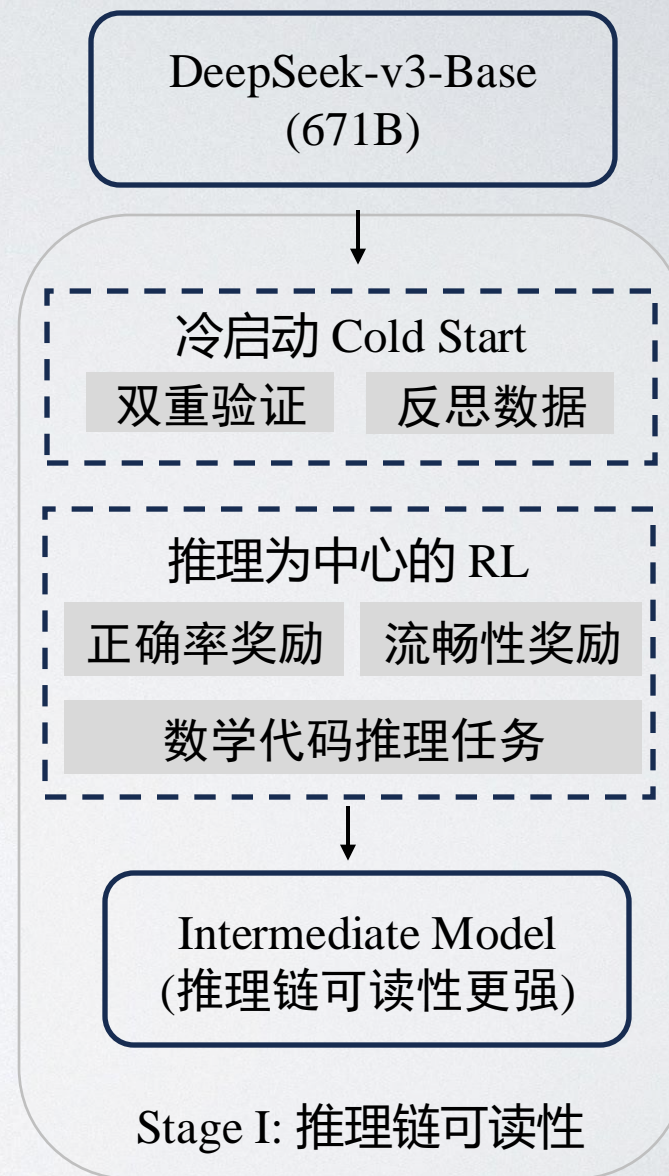 DeepSeek-v3-Base
(671B)
冷启动 Cold Start
双重验证 反思数据
推理为中心的 RL
正确率奖励 流畅性奖励
数学代码推理任务
Intermediate Model
(推理链可读性更强)
Stage I: 推理链可读性